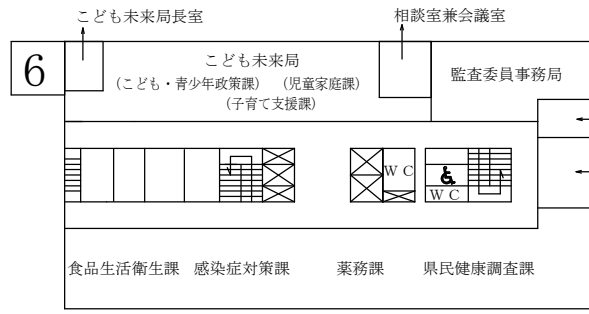 こども未来局長室
相談室兼会議室
6
こども未来局
(こども・青少年政策課) (児童家庭課)
(子育て支援課)
監査委員事務局
WC
WC
食品生活衛生課 感染症対策課 薬務課 県民健康調査課